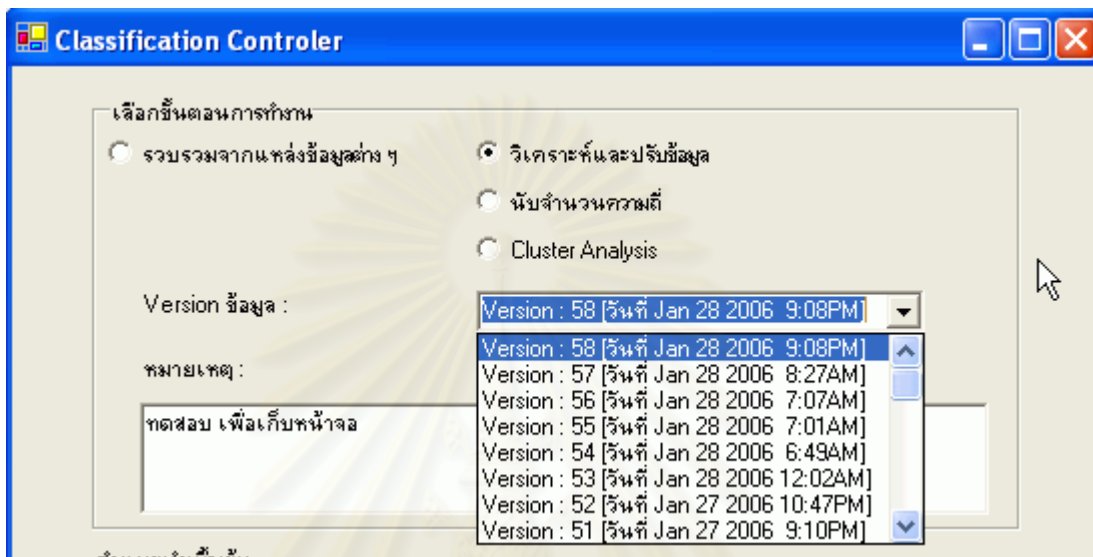 Classification Controler
เลือกขั้นตอนการทำงาน
รวบรวมจากแหล่งข้อมูลต่าง ๆ
วิเคราะห์และปรับข้อมูล
นับจำนวนความถี่
Cluster Analysis
Version ข้อมูล :
Version : 58 [วันที่ Jan 28 2006 9:08PM]
Version : 58 [วันที่ Jan 28 2006 9:08PM]
Version : 57 [วันที่ Jan 28 2006 8:27AM]
Version : 56 [วันที่ Jan 28 2006 7:07AM]
Version : 55 [วันที่ Jan 28 2006 7:01AM]
Version : 54 [วันที่ Jan 28 2006 6:49AM]
Version : 53 [วันที่ Jan 28 2006 12:02AM]
Version : 52 [วันที่ Jan 27 2006 10:47PM]
Version : 51 [วันที่ Jan 27 2006 9:10PM]
หมายเหตุ :
ทดสอบ เพื่อเก็บหน้าจอ